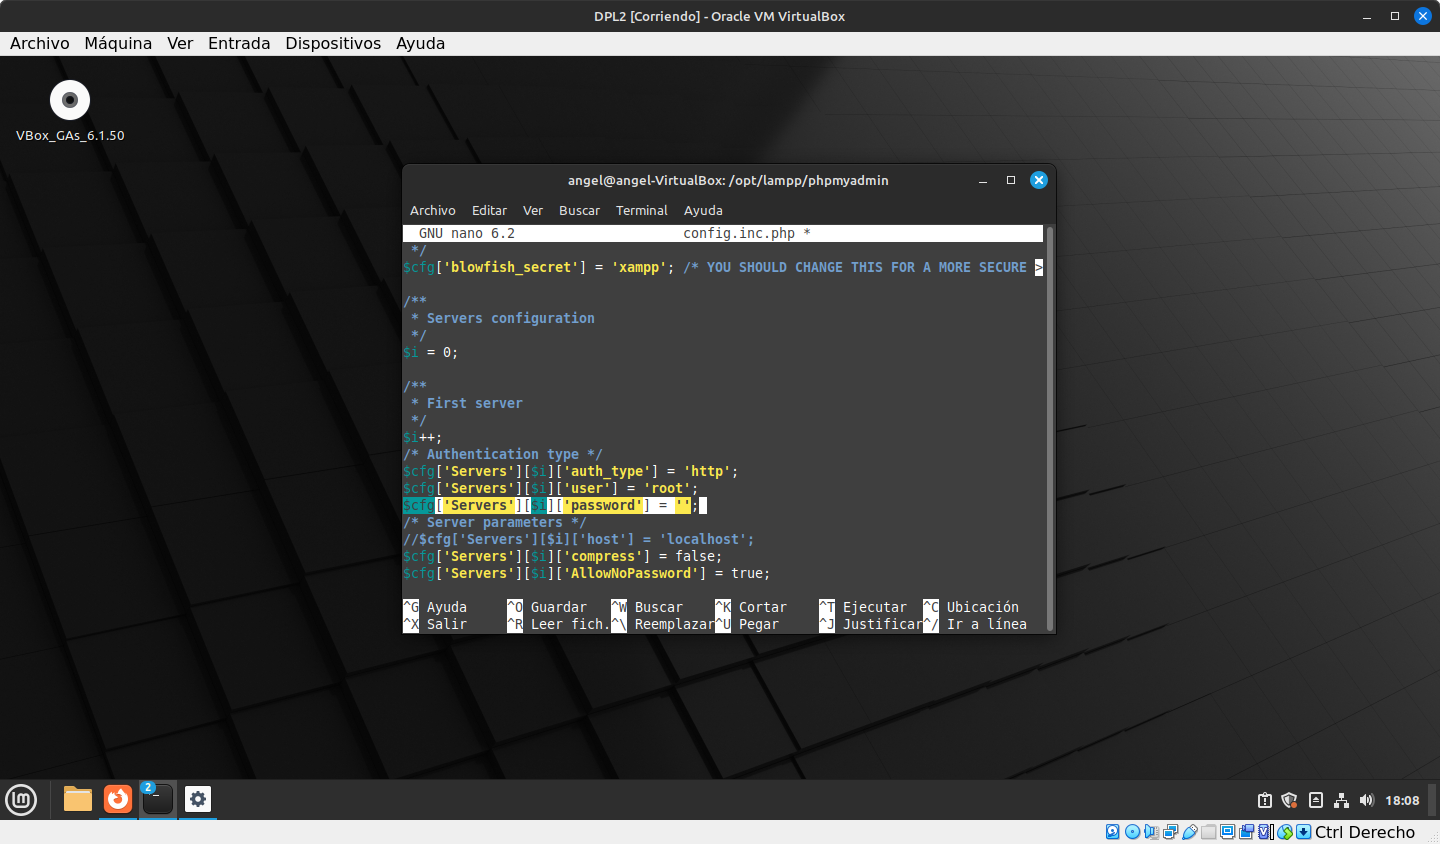 DPL2 [Corriendo] - Oracle VM VirtualBox
Archivo Máquina Ver Entrada Dispositivos Ayuda
VBox_GAs_6.1.50
angel@angel-VirtualBox: /opt/lampp/phpmyadmin
Archivo Editar Ver Buscar Terminal Ayuda
GNU nano 6.2 config.inc.php *
*/
$cfg['blowfish_secret'] = 'xampp'; /* YOU SHOULD CHANGE THIS FOR A MORE SECURE >
/**
* Servers configuration
*/
$i = 0;
/**
* First server
*/
$i++;
/* Authentication type */
$cfg['Servers'][$i]['auth_type'] = 'http';
$cfg['Servers'][$i]['user'] = 'root';
$cfg['Servers'][$i]['password'] = '';
/* Server parameters */
//$cfg['Servers'][$i]['host'] = 'localhost';
$cfg['Servers'][$i]['compress'] = false;
$cfg['Servers'][$i]['AllowNoPassword'] = true;
^G Ayuda ^O Guardar ^W Buscar ^K Cortar ^T Ejecutar ^C Ubicación
^X Salir ^R Leer fich. ^\ Reemplazar ^U Pegar ^J Justificar ^/ Ir a línea
2
18:08
Ctrl Derecho